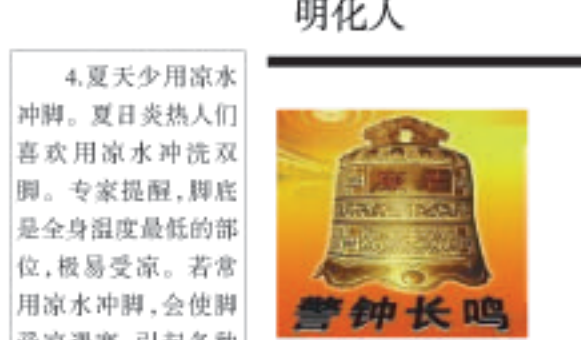 明化人
4.夏天少用凉水
冲脚。夏日炎热人们
喜欢用凉水冲洗双
脚。专家提醒,脚底
是全身温度最低的部
位,极易受凉。若常
用凉水冲脚,会使脚
警钟长鸣